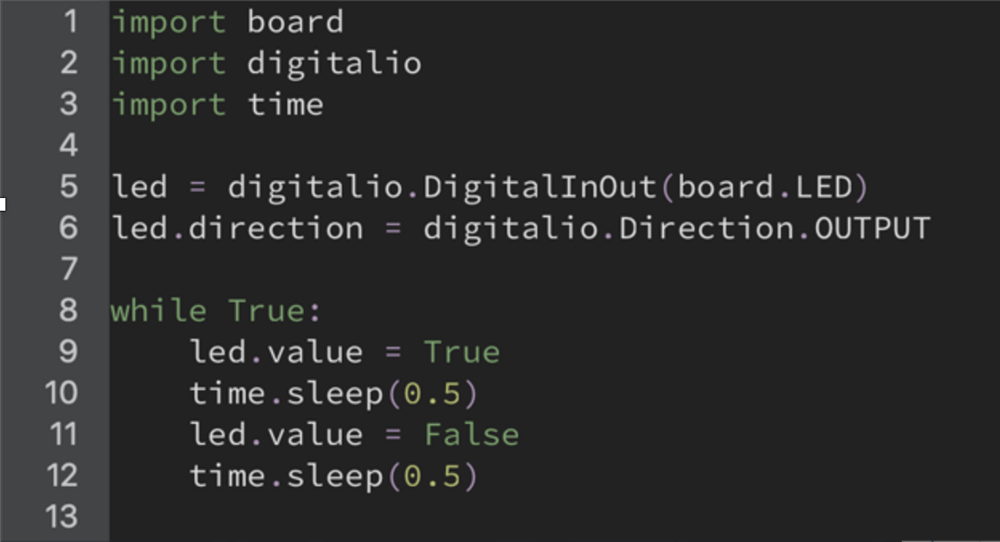 1 import board
2 import digitalio
3 import time
4
5 led = digitalio.DigitalInOut(board.LED)
6 led.direction = digitalio.Direction.OUTPUT
7
8 while True:
9     led.value = True
10     time.sleep(0.5)
11     led.value = False
12     time.sleep(0.5)
13